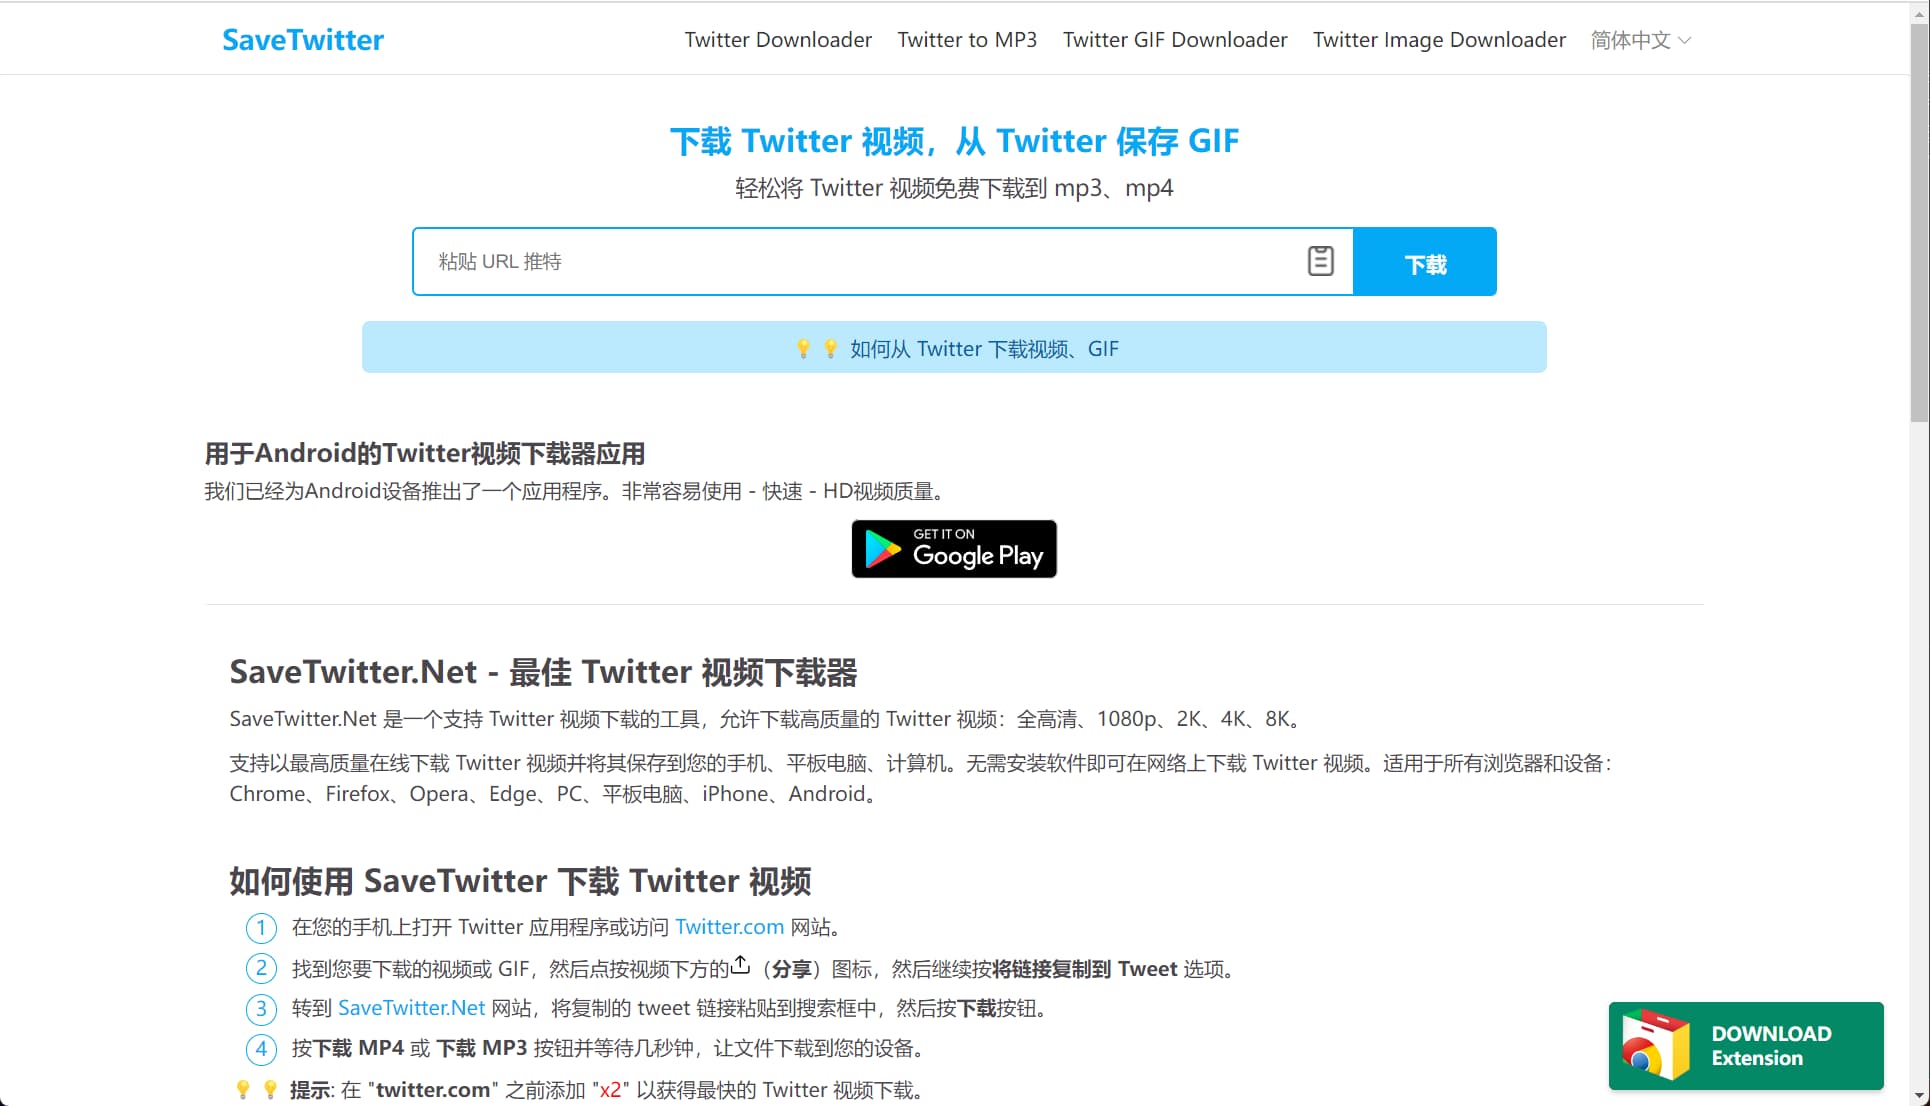 SaveTwitter
Twitter Downloader Twitter to MP3 Twitter GIF Downloader Twitter Image Downloader 简体中文
下载 Twitter 视频，从 Twitter 保存 GIF
轻松将 Twitter 视频免费下载到 mp3、mp4
粘贴 URL 推特
下载
如何从 Twitter 下载视频、GIF
用于Android的Twitter视频下载器应用
我们已经为Android设备推出了一个应用程序。非常容易使用 - 快速 - HD视频质量。
GET IT ON
Google Play
SaveTwitter.Net - 最佳 Twitter 视频下载器
SaveTwitter.Net 是一个支持 Twitter 视频下载的工具，允许下载高质量的 Twitter 视频：全高清、1080p、2K、4K、8K。
支持以最高质量在线下载 Twitter 视频并将其保存到您的手机、平板电脑、计算机。无需安装软件即可在网络上下载 Twitter 视频。适用于所有浏览器和设备：
Chrome、Firefox、Opera、Edge、PC、平板电脑、iPhone、Android。
如何使用 SaveTwitter 下载 Twitter 视频
1 在您的手机上打开 Twitter 应用程序或访问 Twitter.com 网站。
2 找到您要下载的视频或 GIF，然后点按视频下方的（分享）图标，然后继续按将链接复制到 Tweet 选项。
3 转到 SaveTwitter.Net 网站，将复制的 tweet 链接粘贴到搜索框中，然后按下载按钮。
4 按下载 MP4 或 下载 MP3 按钮并等待几秒钟，让文件下载到您的设备。
提示: 在 "twitter.com" 之前添加 "x2" 以获得最快的 Twitter 视频下载。
DOWNLOAD
Extension